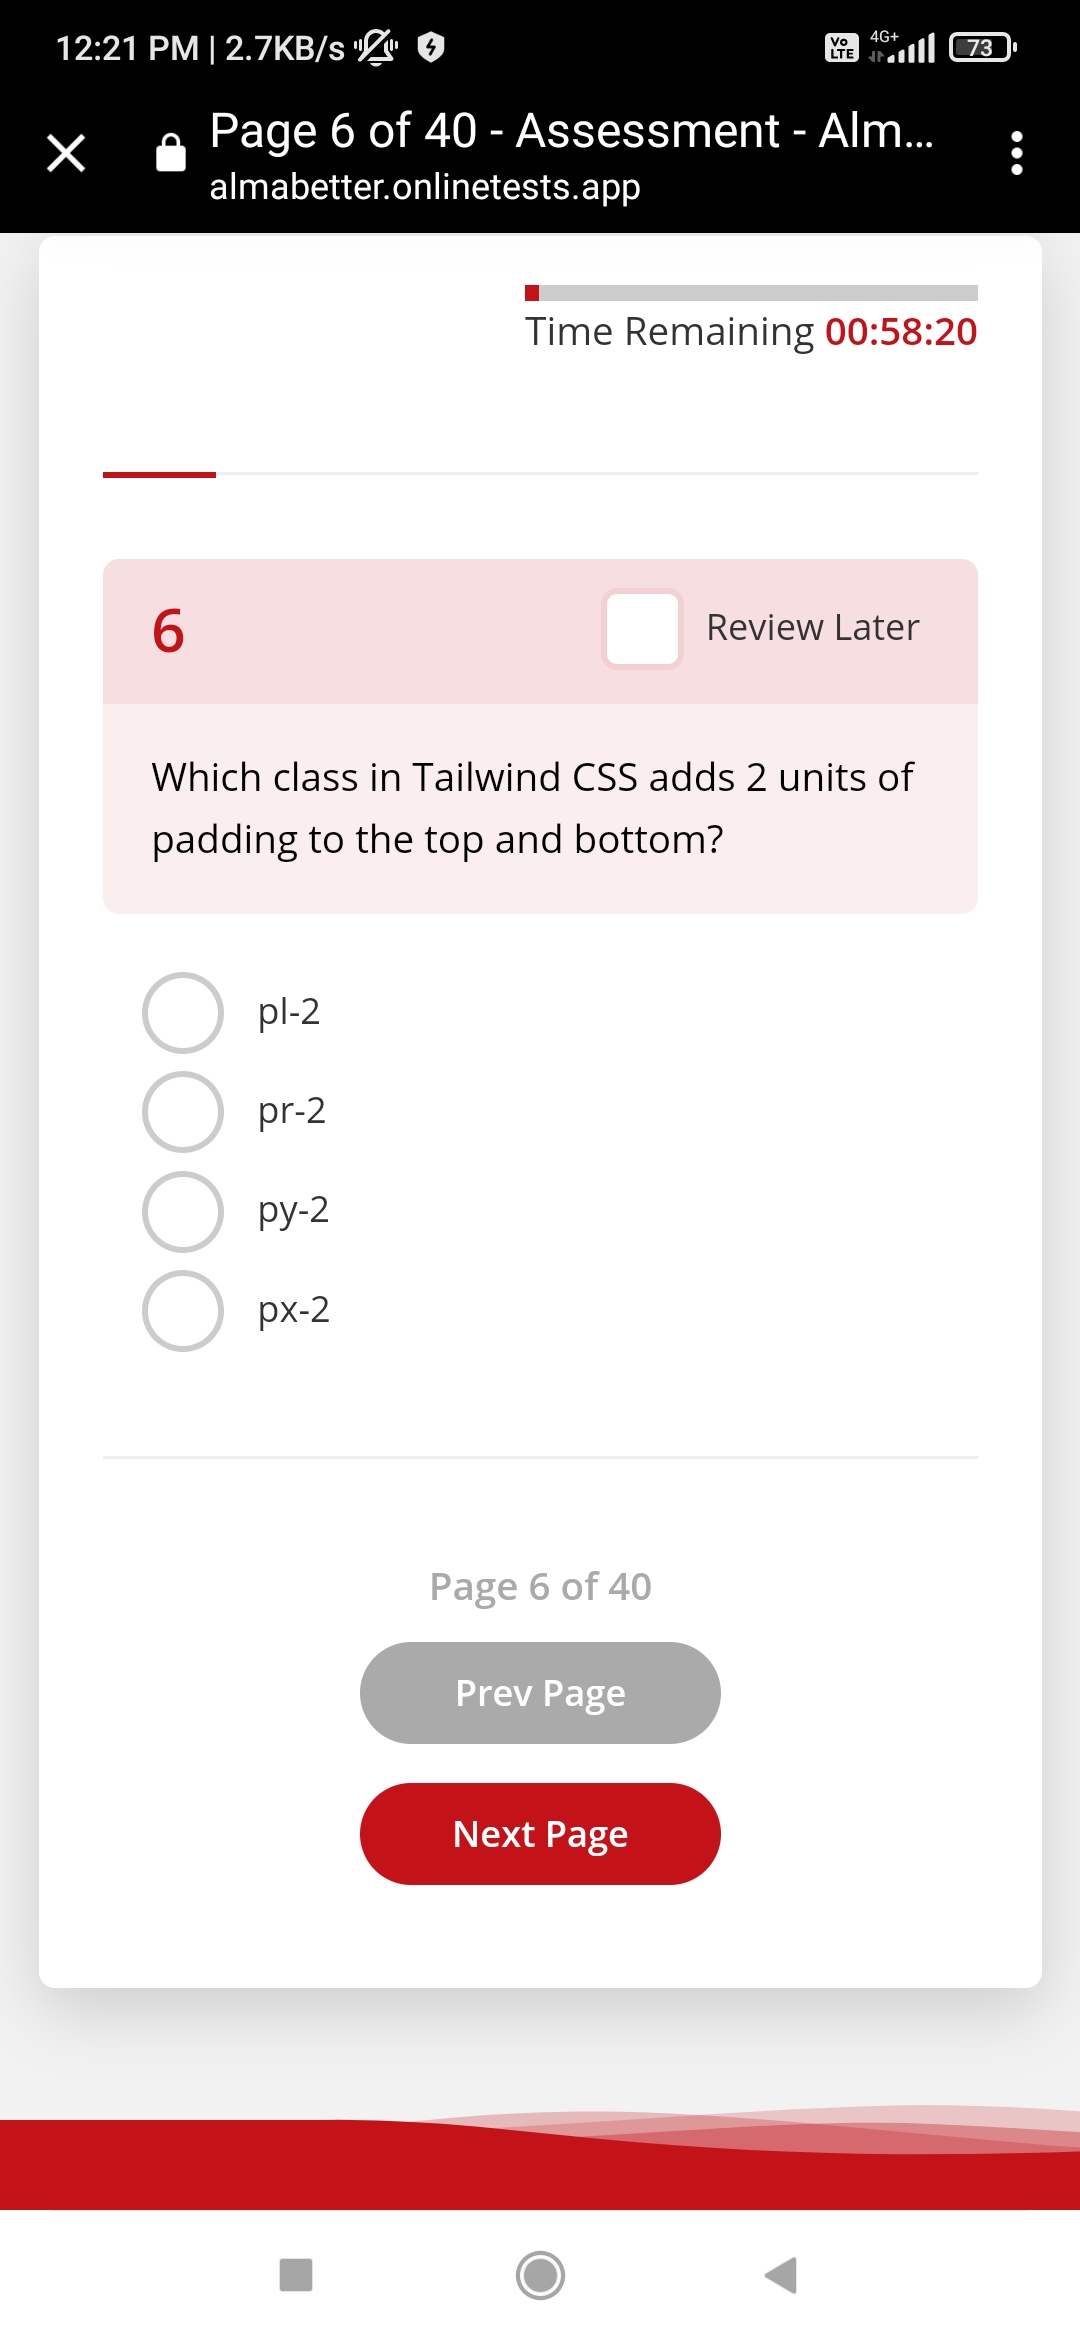 12:21 PM | 2.7KB/s
Vo LTE 4G+ 73
Page 6 of 40 - Assessment - Alm...
almabetter.onlinetests.app
Time Remaining 00:58:20
6
Review Later
Which class in Tailwind CSS adds 2 units of
padding to the top and bottom?
pl-2
pr-2
py-2
px-2
Page 6 of 40
Prev Page
Next Page